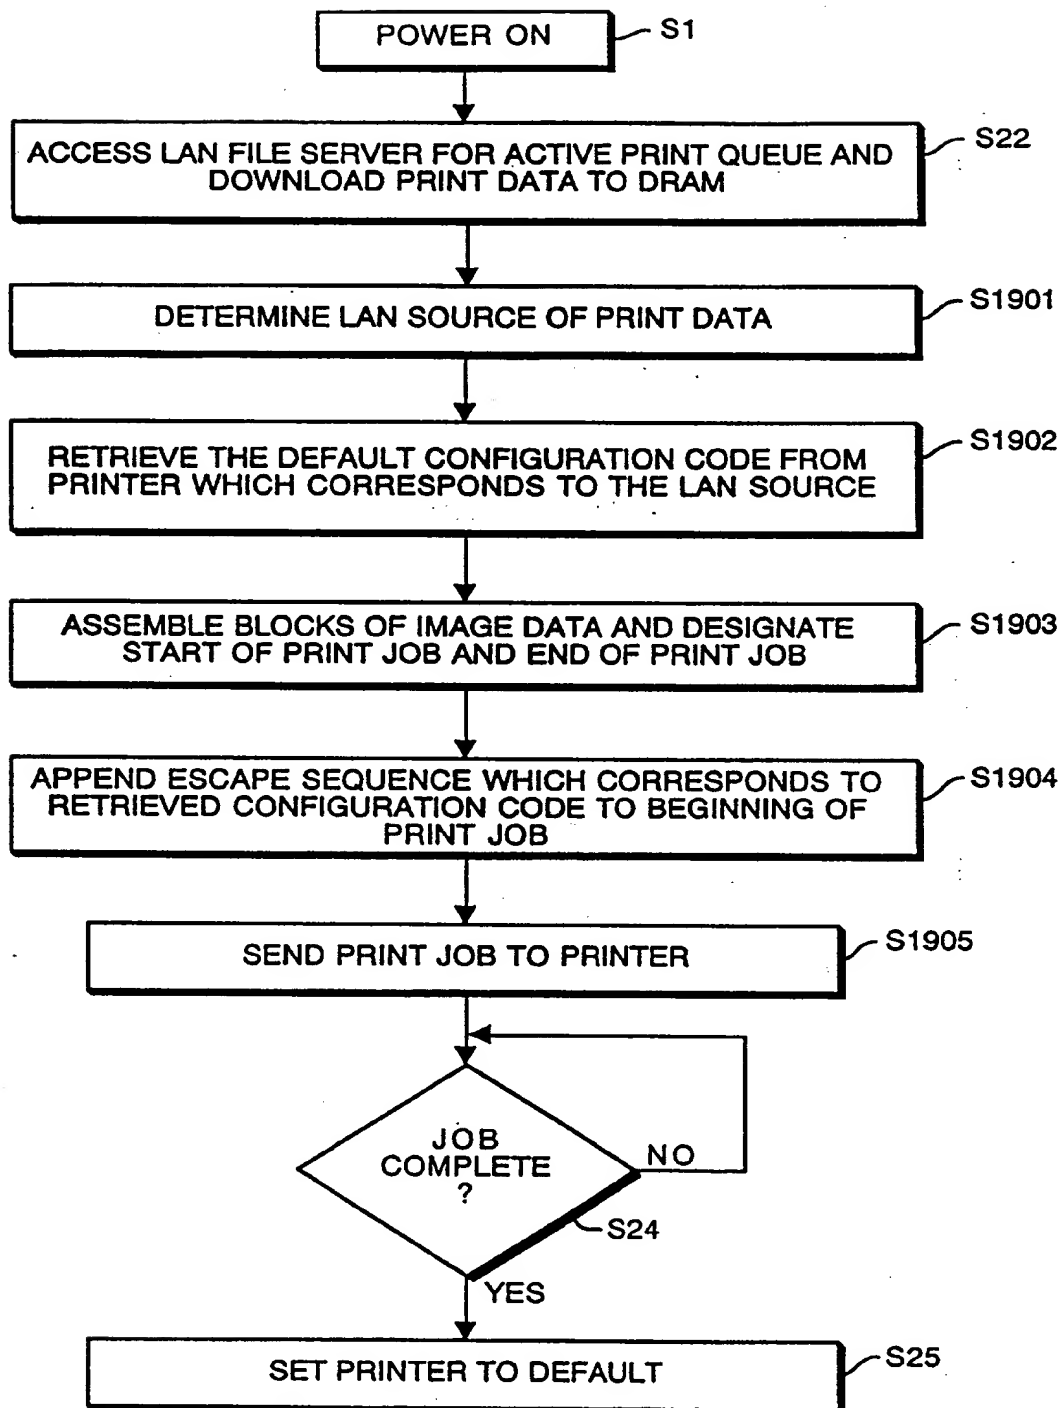 POWER ON
S1
ACCESS LAN FILE SERVER FOR ACTIVE PRINT QUEUE AND
DOWNLOAD PRINT DATA TO DRAM
S22
DETERMINE LAN SOURCE OF PRINT DATA
S1901
RETRIEVE THE DEFAULT CONFIGURATION CODE FROM
PRINTER WHICH CORRESPONDS TO THE LAN SOURCE
S1902
ASSEMBLE BLOCKS OF IMAGE DATA AND DESIGNATE
START OF PRINT JOB AND END OF PRINT JOB
S1903
APPEND ESCAPE SEQUENCE WHICH CORRESPONDS TO
RETRIEVED CONFIGURATION CODE TO BEGINNING OF
PRINT JOB
S1904
SEND PRINT JOB TO PRINTER
S1905
JOB
COMPLETE
?
NO
S24
YES
SET PRINTER TO DEFAULT
S25